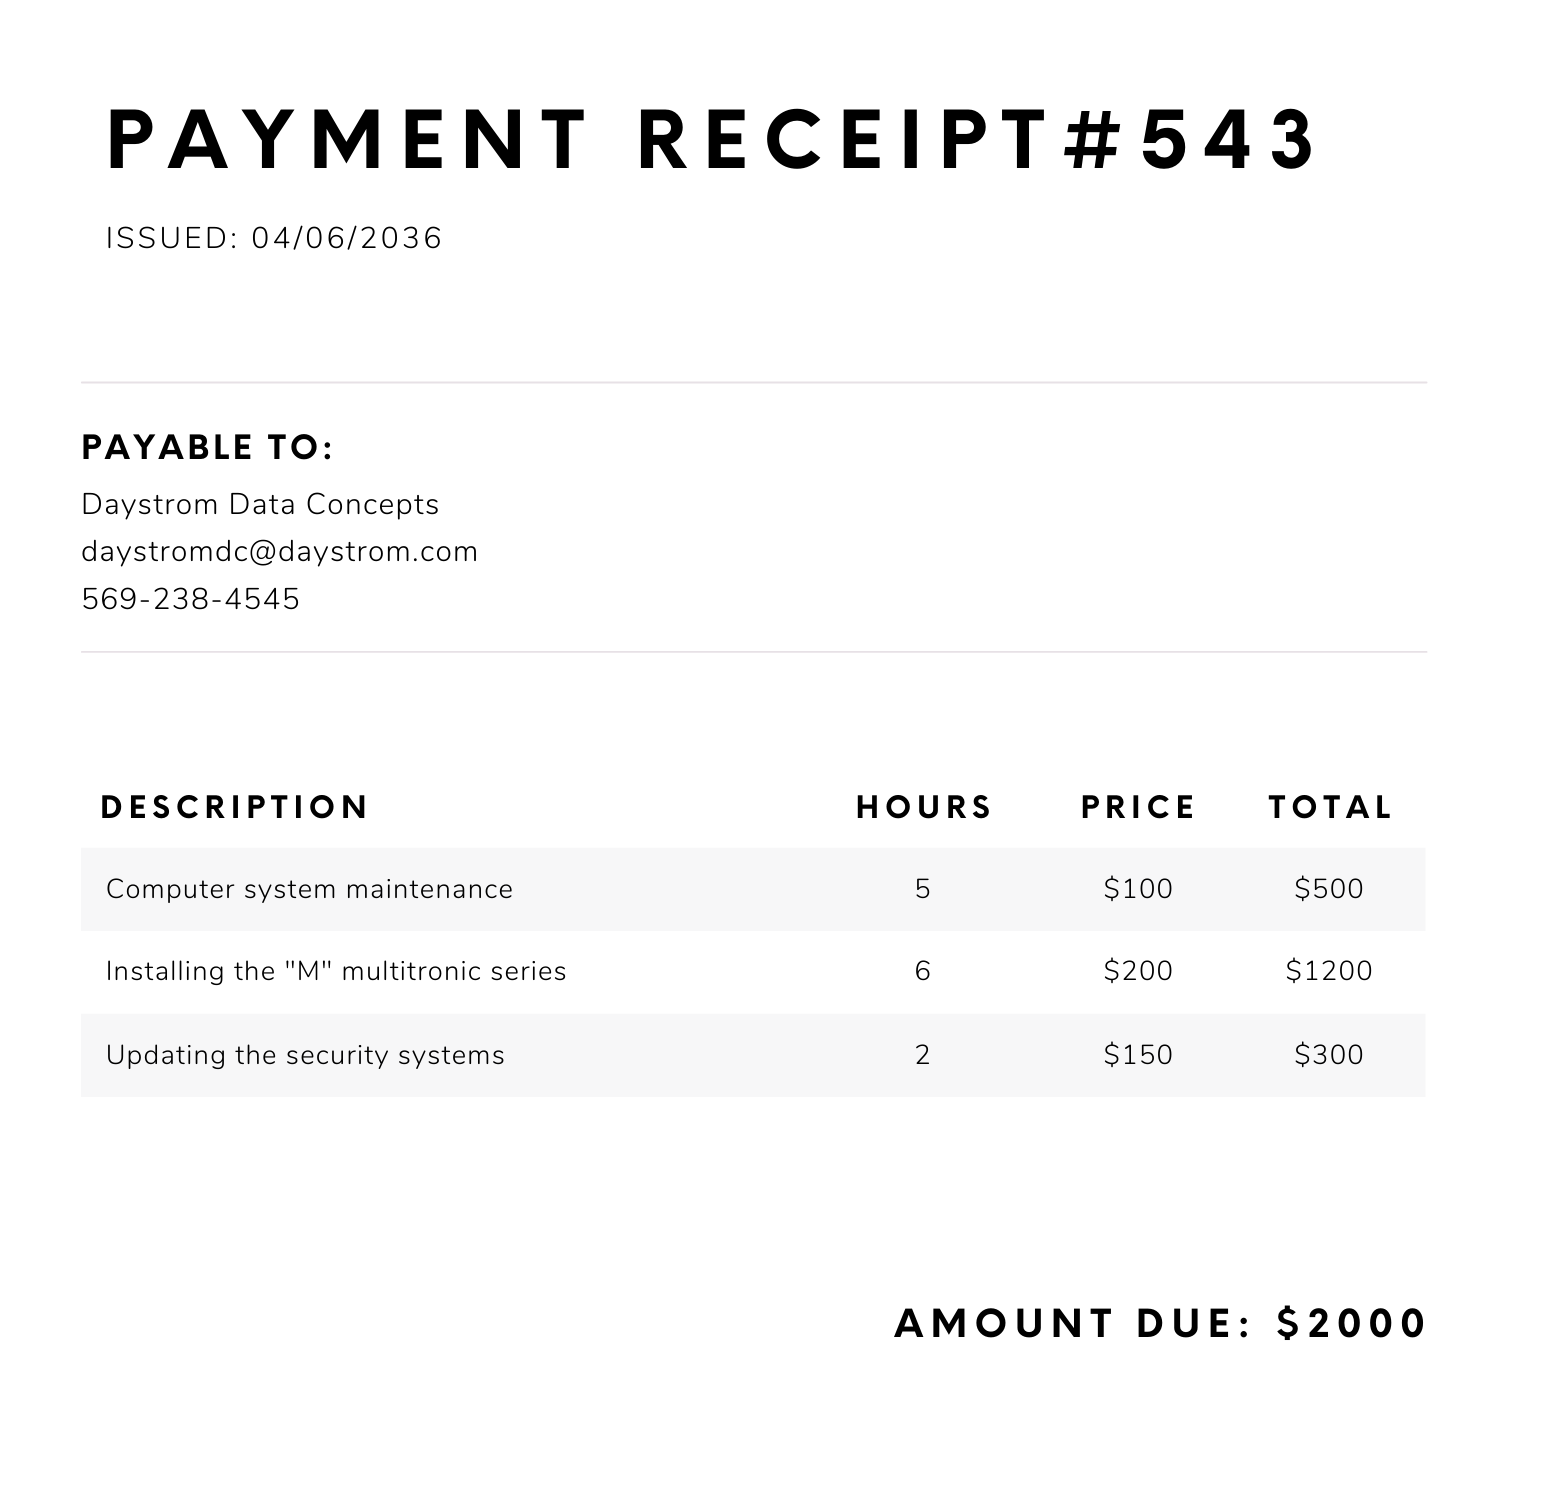 PAYMENT RECEIPT#543
ISSUED: 04/06/2036
PAYABLE TO:
Daystrom Data Concepts
daystromdc@daystrom.com
569-238-4545
DESCRIPTION HOURS PRICE TOTAL
Computer system maintenance 5 $100 $500
Installing the "M" multitronic series 6 $200 $1200
Updating the security systems 2 $150 $300
AMOUNT DUE: $2000